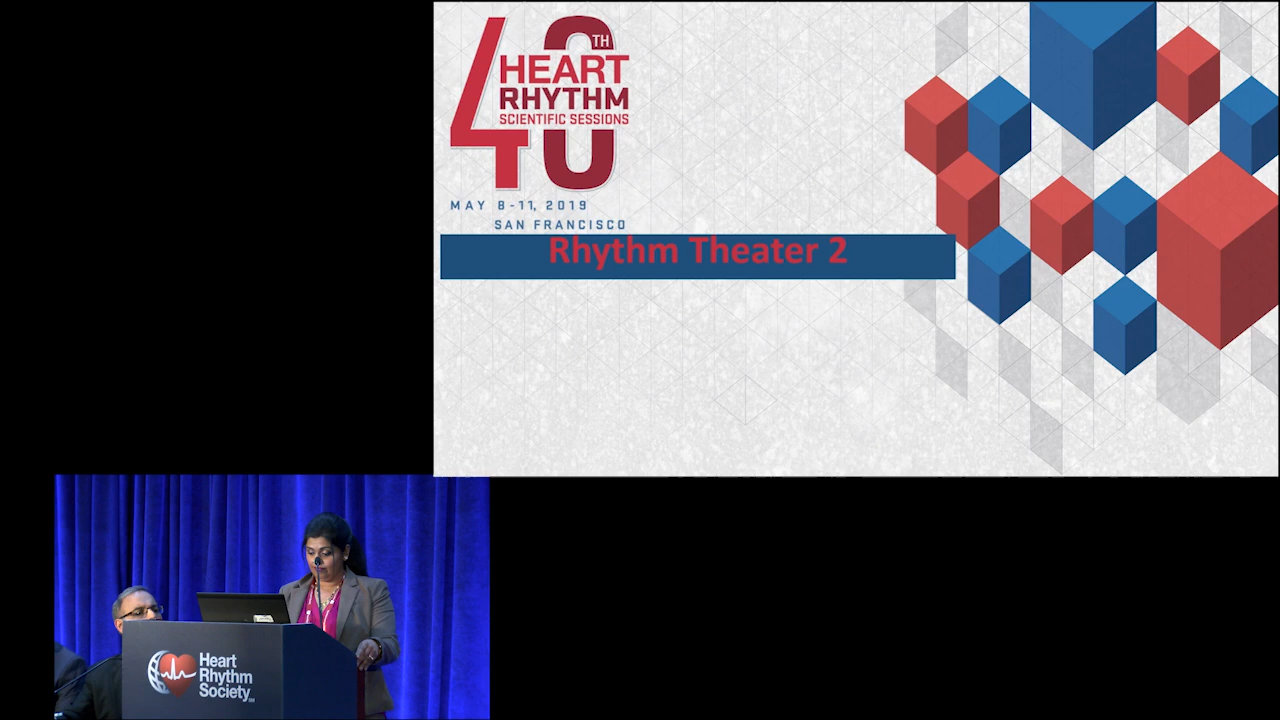 40TH
HEART
RHYTHM
SCIENTIFIC SESSIONS
MAY 8-11, 2019
SAN FRANCISCO
Rhythm Theater 2
Heart
Rhythm
Society